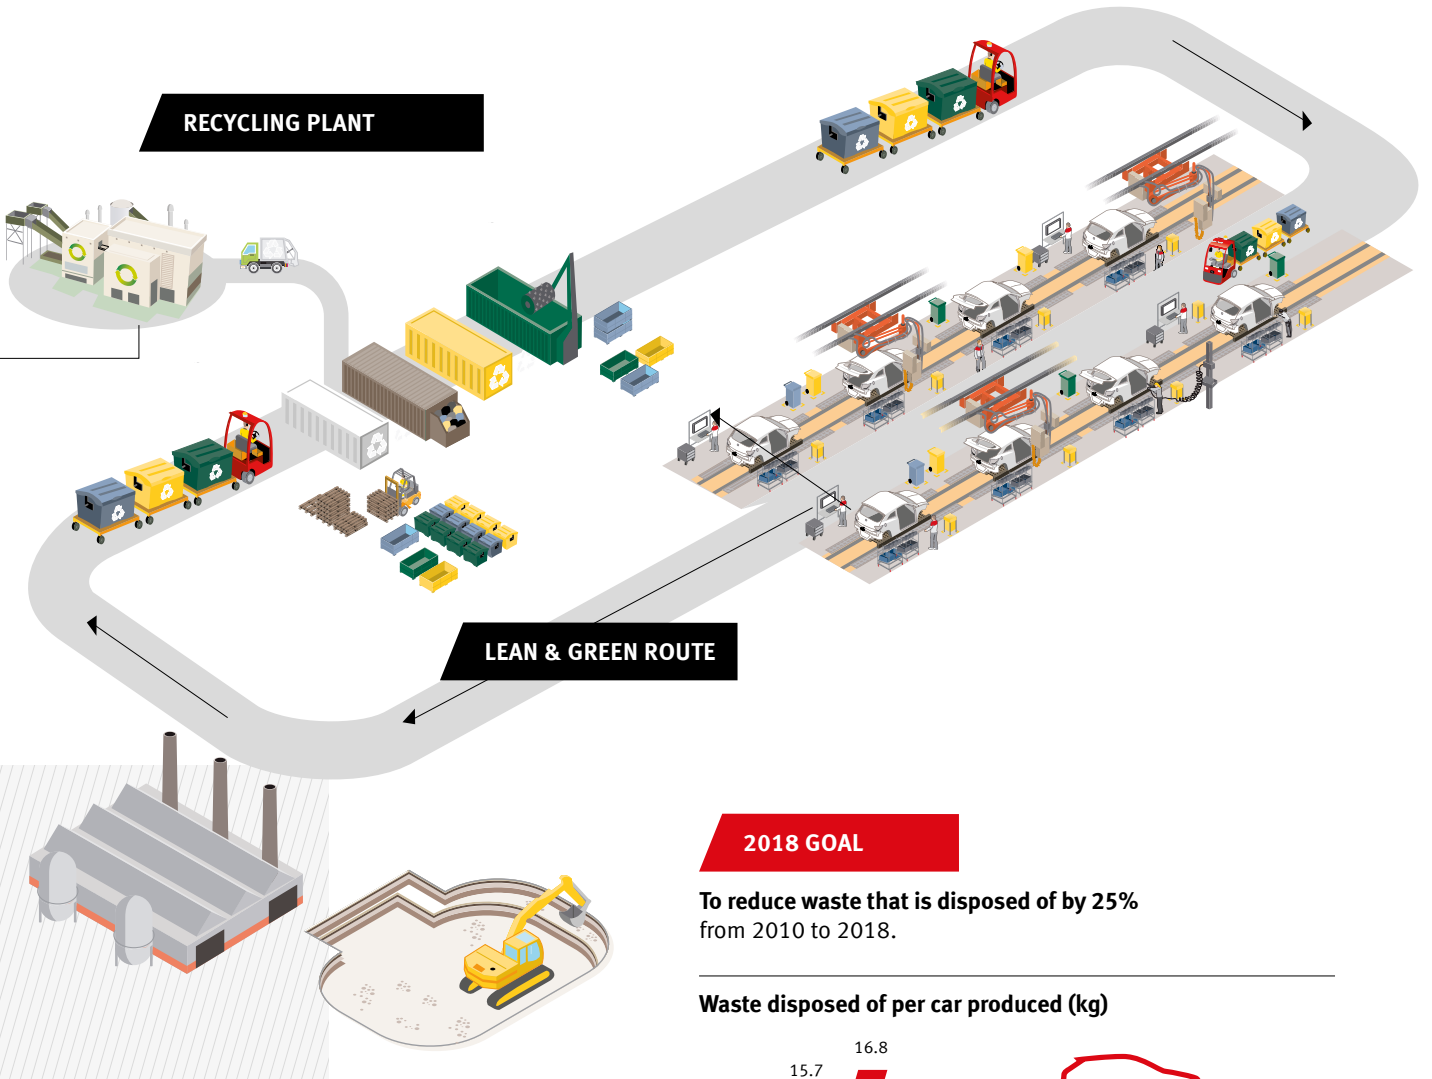 RECYCLING PLANT
LEAN & GREEN ROUTE
2018 GOAL
To reduce waste that is disposed of by 25%
from 2010 to 2018.
Waste disposed of per car produced (kg)
16.8
15.7